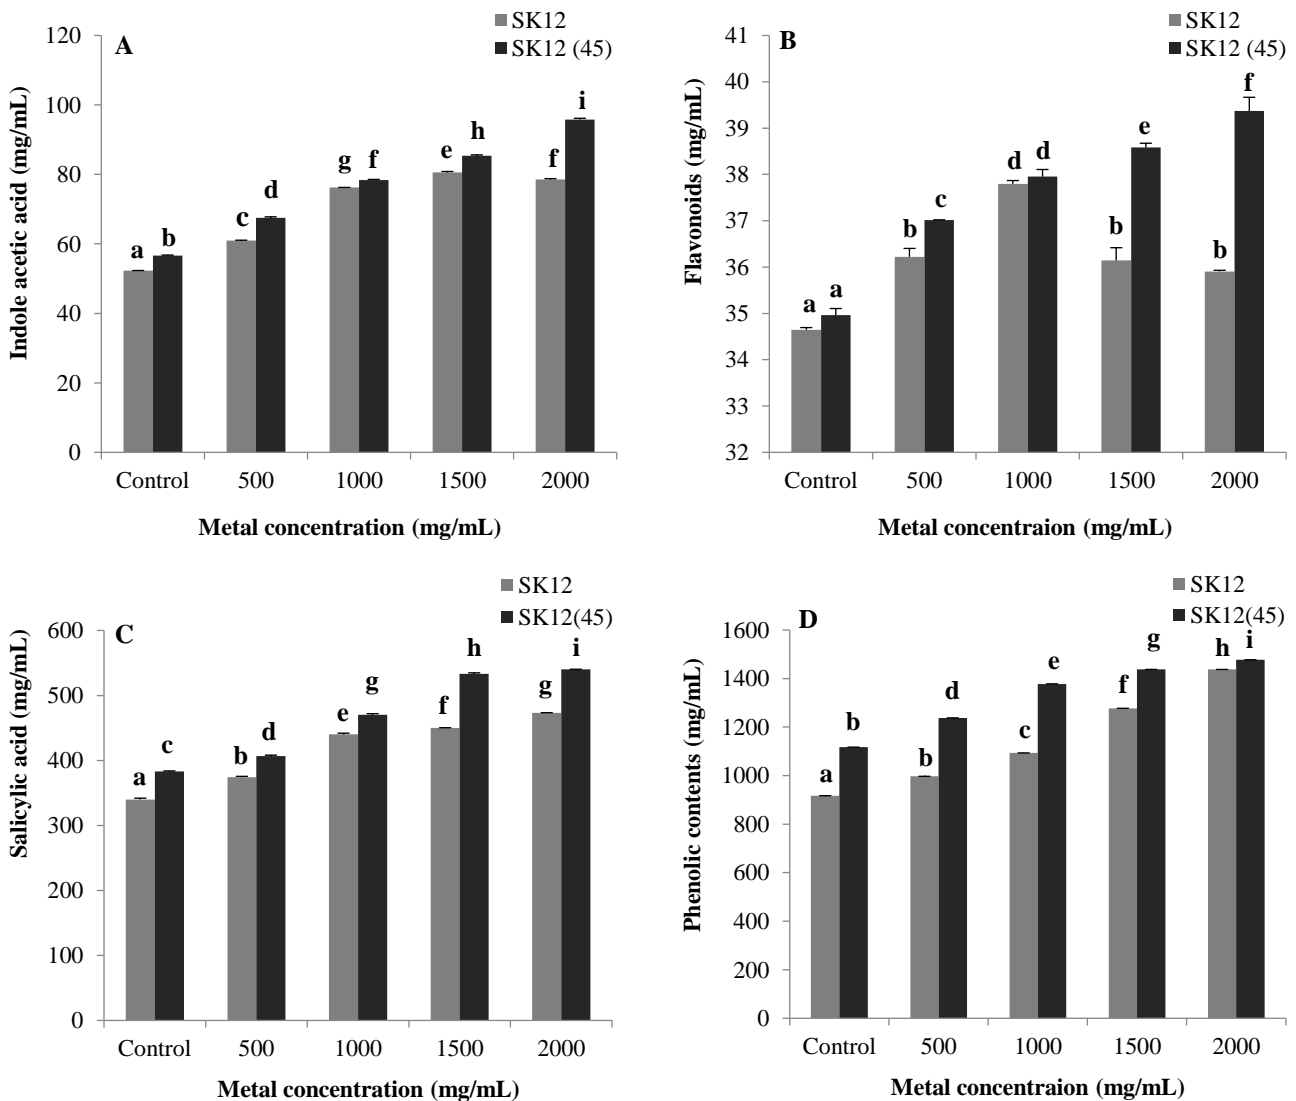 SK12
SK12 (45)
A
120
100
80
60
40
20
0
Indole acetic acid (mg/mL)
a b c d g f e h f i
Control 500 1000 1500 2000
Metal concentration (mg/mL)
SK12
SK12 (45)
B
41
40
39
38
37
36
35
34
33
32
Flavonoids (mg/mL)
a a b c d d b e b f
Control 500 1000 1500 2000
Metal concentraion (mg/mL)
SK12
SK12(45)
C
600
500
400
300
200
100
0
Salicylic acid (mg/mL)
a c b d e g f h g i
Control 500 1000 1500 2000
Metal concentration (mg/mL)
SK12
SK12(45)
D
1600
1400
1200
1000
800
600
400
200
0
Phenolic contents (mg/mL)
a b b d c e f g h i
Control 500 1000 1500 2000
Metal concentraion (mg/mL)